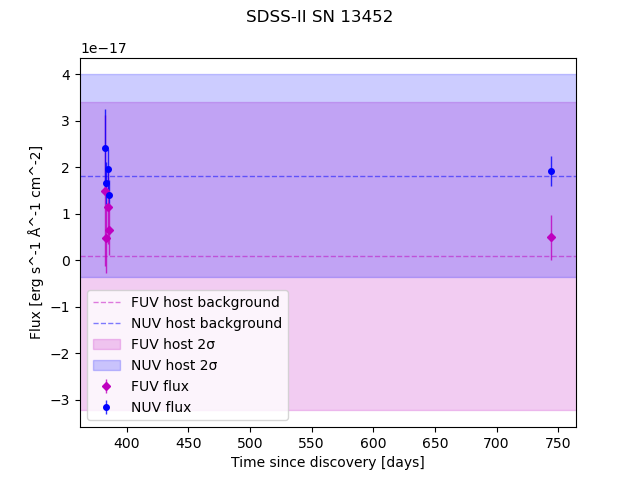 SDSS-II SN 13452
1e−17
4
3
2
1
0
−1
−2
−3
Flux [erg s^-1 Å^-1 cm^-2]
FUV host background
NUV host background
FUV host 2σ
NUV host 2σ
FUV flux
NUV flux
400 450 500 550 600 650 700 750
Time since discovery [days]